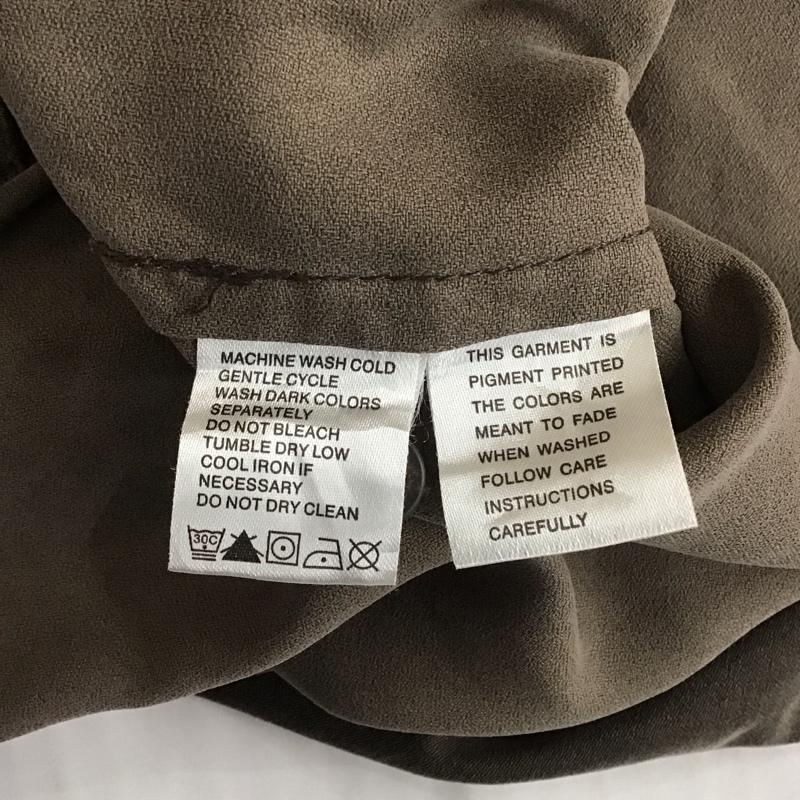 MACHINE WASH COLD
GENTLE CYCLE
WASH DARK COLORS
SEPARATELY
DO NOT BLEACH
TUMBLE DRY LOW
COOL IRON IF
NECESSARY
DO NOT DRY CLEAN
30C
THIS GARMENT IS
PIGMENT PRINTED
THE COLORS ARE
MEANT TO FADE
WHEN WASHED
FOLLOW CARE
INSTRUCTIONS
CAREFULLY